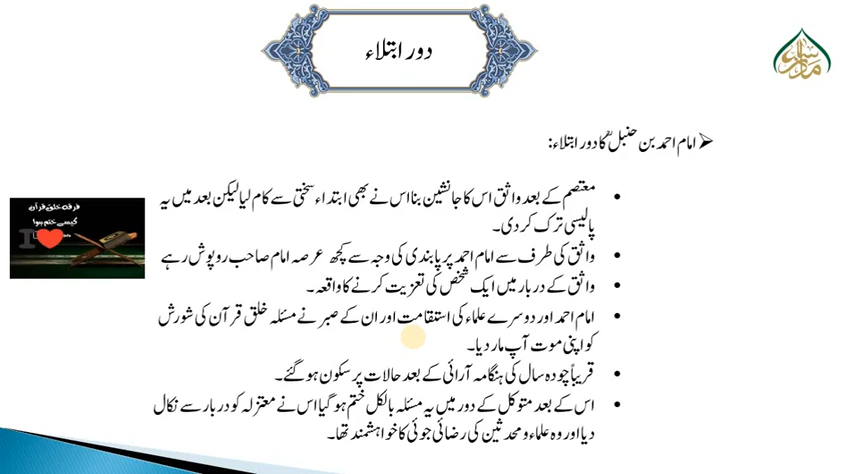 دور ابتلاء
امام احمد بن حنبلؒ کا دور ابتلاء:
معتصم کے بعد واثق اس کا جانشین بنا اس نے بھی ابتداء سختی سے کام لیا لیکن بعد میں یہ
پالیسی ترک کر دی۔
واثق کی طرف سے امام احمد پر پابندی کی وجہ سے کچھ عرصہ امام صاحب روپوش رہے
واثق کے دربار میں ایک شخص کی تعزیت کرنے کا واقعہ۔
امام احمد اور دوسرے علماء کی استقامت اور ان کے صبر نے مسئلہ خلق قرآن کی شورش
کو اپنی موت آپ مار دیا۔
قریباً چودہ سال کی ہنگامہ آرائی کے بعد حالات پر سکون ہو گئے۔
اس کے بعد متوکل کے دور میں یہ مسئلہ بالکل ختم ہو گیا اس نے معتزلہ کو دربار سے نکال
دیا اور وہ علماء و محدثین کی رضائی جوئی کا خواہشمند تھا۔
فرقہ خلق قرآن
کیسے ختم ہوا
I